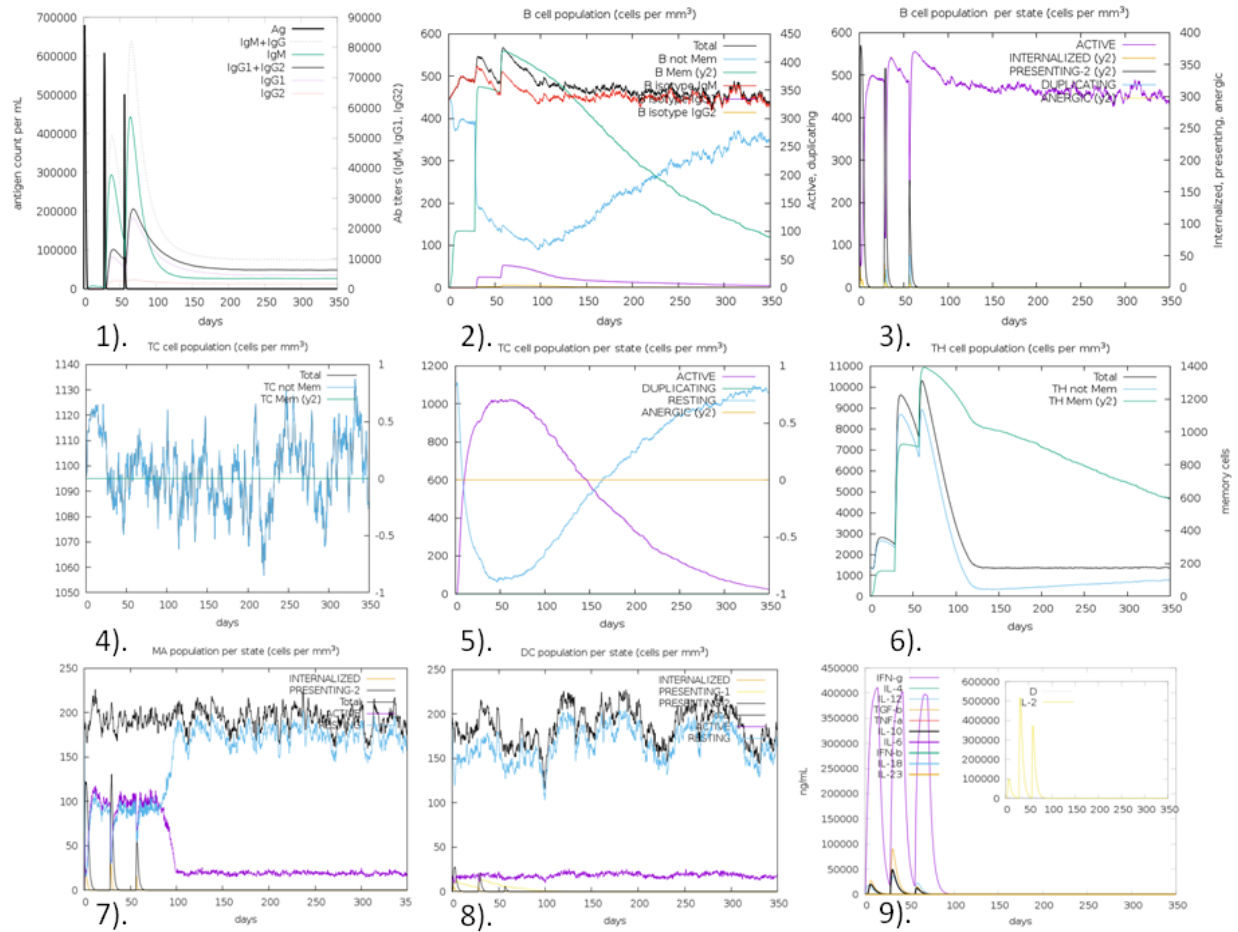 Ag
IgM+IgG
IgM
IgG1+IgG2
IgG1
IgG2
antigen count per mL
Ab titers (IgM, IgG1, IgG2)
700000
600000
500000
400000
300000
200000
100000
0
90000
80000
70000
60000
50000
40000
30000
20000
10000
0
0 50 100 150 200 250 300 350
days
1).
B cell population (cells per mm³)
Total
B not Mem
B Mem (y2)
B isotype IgM
B isotype IgG2
600
500
400
300
200
100
0
450
400
350
300
250
200
150
100
50
0
0 50 100 150 200 250 300 350
days
2).
B cell population per state (cells per mm³)
ACTIVE
INTERNALIZED (y2)
PRESENTING-2 (y2)
DUPLICATING
ANERGIC (y2)
Active, duplicating
Internalized, presenting, anergic
600
500
400
300
200
100
0
400
350
300
250
200
150
100
50
0
0 50 100 150 200 250 300 350
days
3).
TC cell population (cells per mm³)
Total
TC not Mem
TC Mem (y2)
1140
1130
1120
1110
1100
1090
1080
1070
1060
1050
1
0.5
0
-0.5
-1
0 50 100 150 200 250 300 350
days
4).
TC cell population per state (cells per mm³)
ACTIVE
DUPLICATING
RESTING
ANERGIC (y2)
1200
1000
800
600
400
200
0
1
0.5
0
-0.5
-1
0 50 100 150 200 250 300 350
days
5).
TH cell population (cells per mm³)
Total
TH not Mem
TH Mem (y2)
memory cells
11000
10000
9000
8000
7000
6000
5000
4000
3000
2000
1000
0
1400
1200
1000
800
600
400
200
0
0 50 100 150 200 250 300 350
days
6).
MA population per state (cells per mm³)
INTERNALIZED
PRESENTING-2
Total
ACTIVE
250
200
150
100
50
0
0 50 100 150 200 250 300 350
days
7).
DC population per state (cells per mm³)
INTERNALIZED
PRESENTING-1
ACTIVE
RESTING
250
200
150
100
50
0
0 50 100 150 200 250 300 350
days
8).
IFN-g
IL-4
IL-12
TGF-b
TNF-a
IL-10
IL-6
IFN-b
IL-18
IL-23
ng/mL
450000
400000
350000
300000
250000
200000
150000
100000
50000
0
D
IL-2
600000
500000
400000
300000
200000
100000
0
0 50 100 150 200 250 300 350
0 50 100 150 200 250 300 350
days
9).